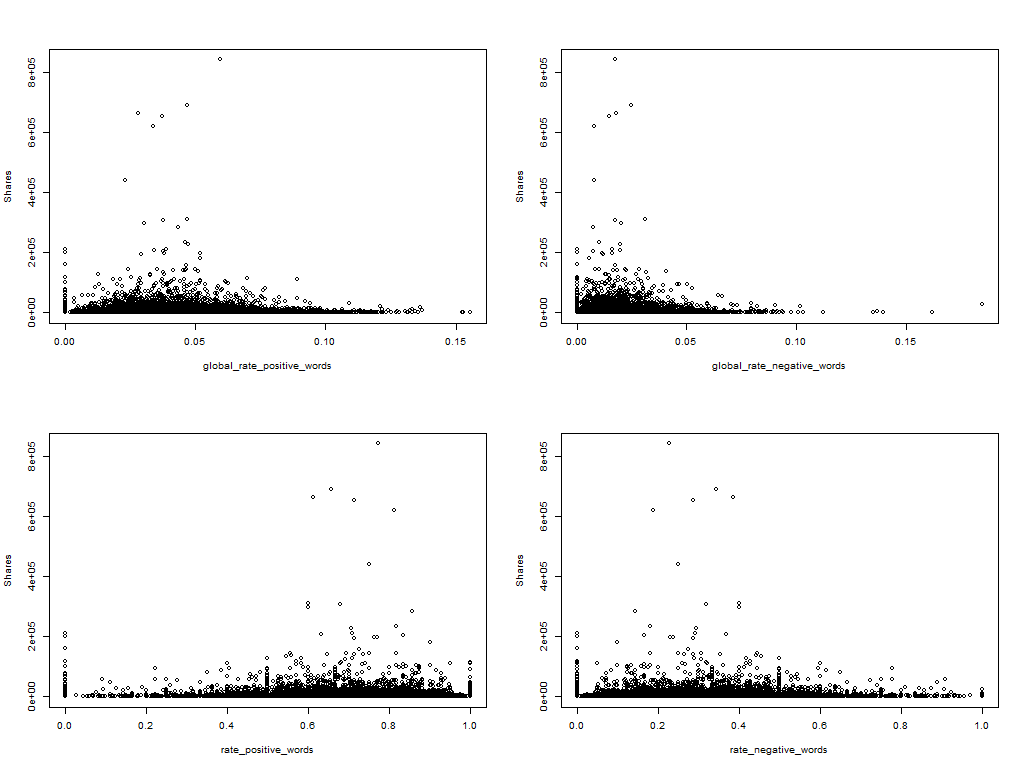 Shares
0e+00 2e+05 4e+05 6e+05 8e+05
0.00 0.05 0.10 0.15
global_rate_positive_words
Shares
0e+00 2e+05 4e+05 6e+05 8e+05
0.00 0.05 0.10 0.15
global_rate_negative_words
Shares
0e+00 2e+05 4e+05 6e+05 8e+05
0.0 0.2 0.4 0.6 0.8 1.0
rate_positive_words
Shares
0e+00 2e+05 4e+05 6e+05 8e+05
0.0 0.2 0.4 0.6 0.8 1.0
rate_negative_words